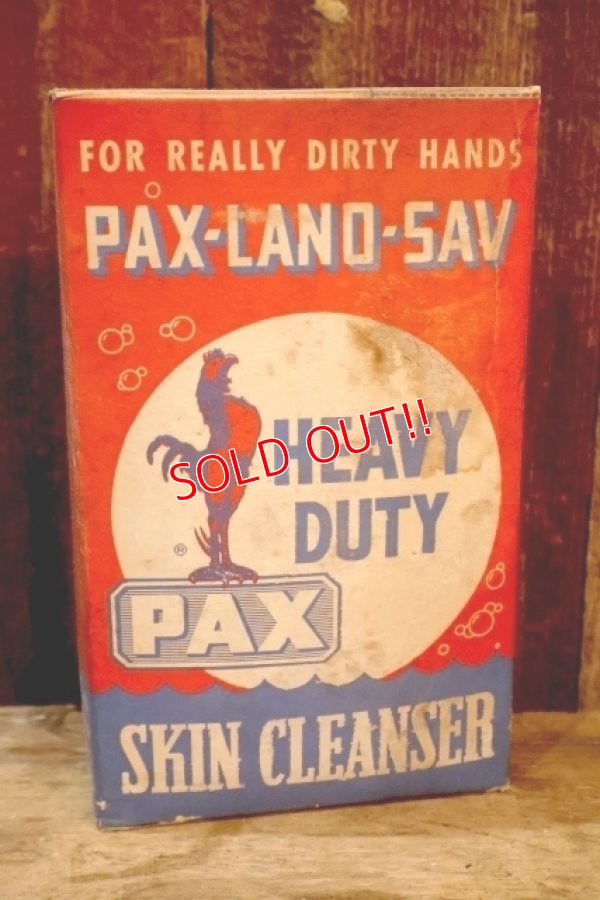 FOR REALLY DIRTY HANDS
PAX-LANO-SAV
HEAVY
SOLD OUT!!
DUTY
®
PAX
SKIN CLEANSER